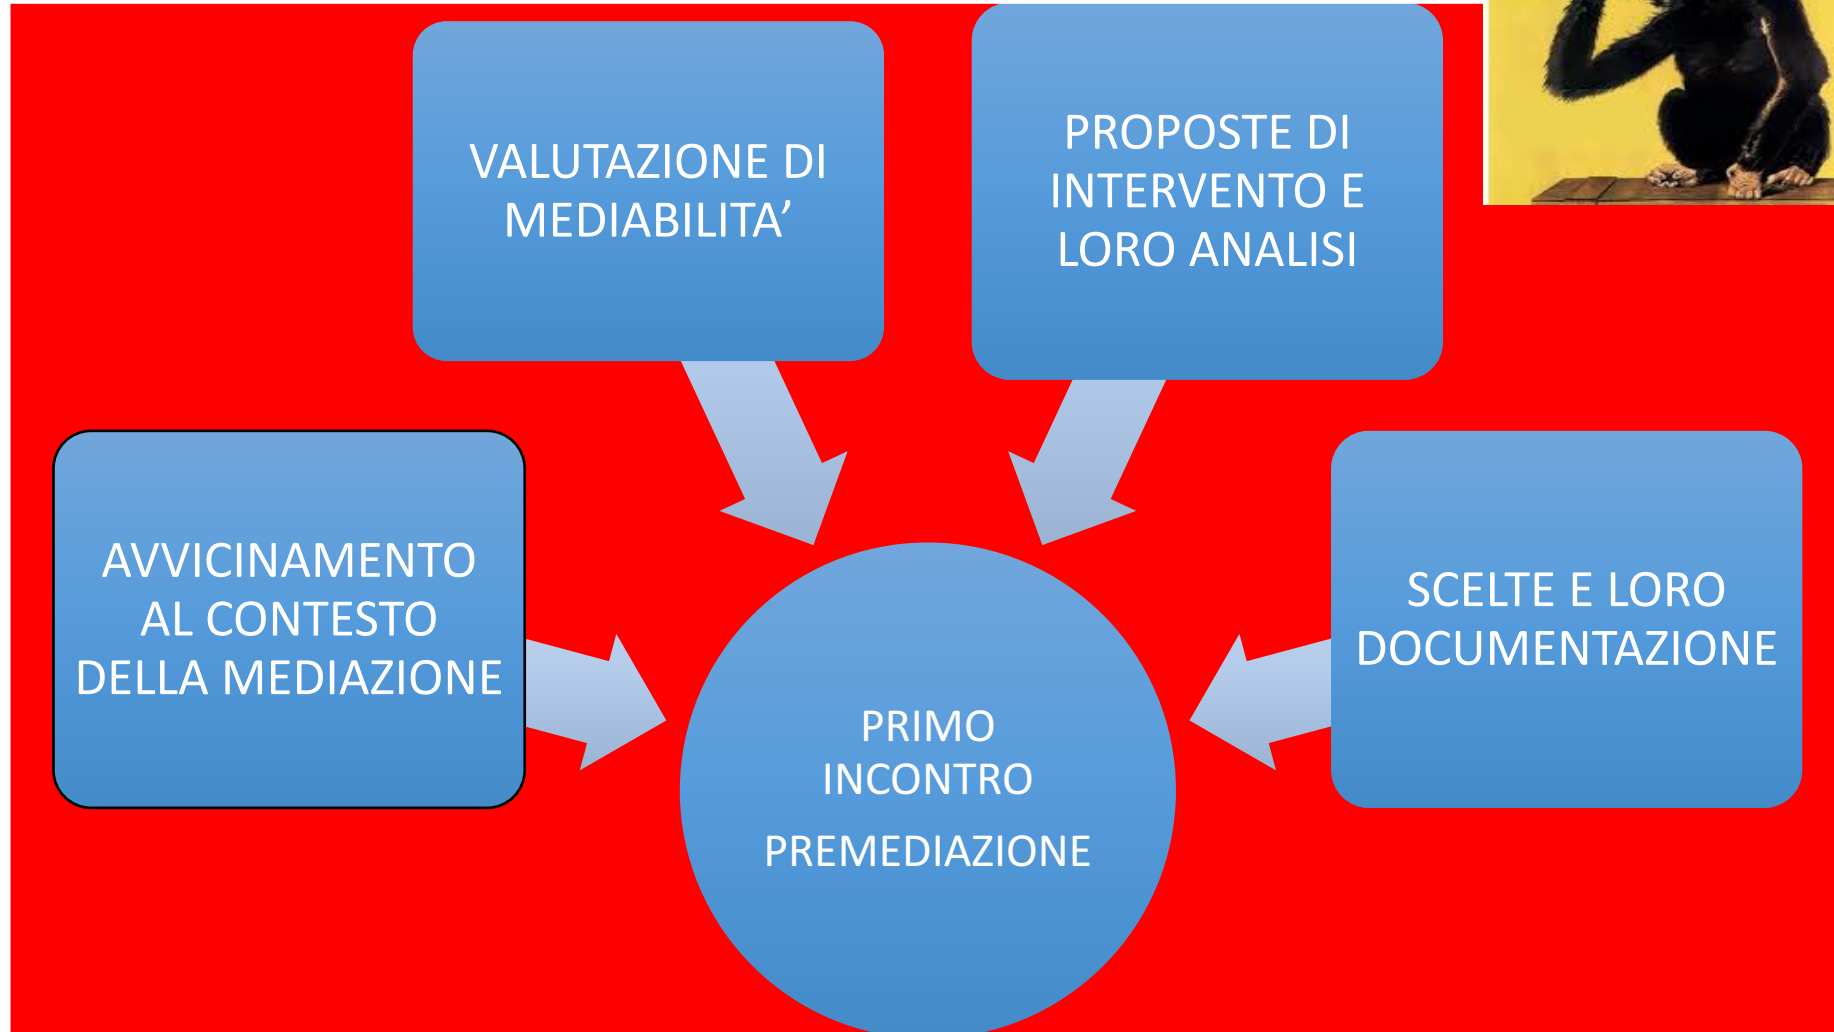 VALUTAZIONE DI
MEDIABILITA’
PROPOSTE DI
INTERVENTO E
LORO ANALISI
AVVICINAMENTO
AL CONTESTO
DELLA MEDIAZIONE
SCELTE E LORO
DOCUMENTAZIONE
PRIMO
INCONTRO
PREMEDIAZIONE